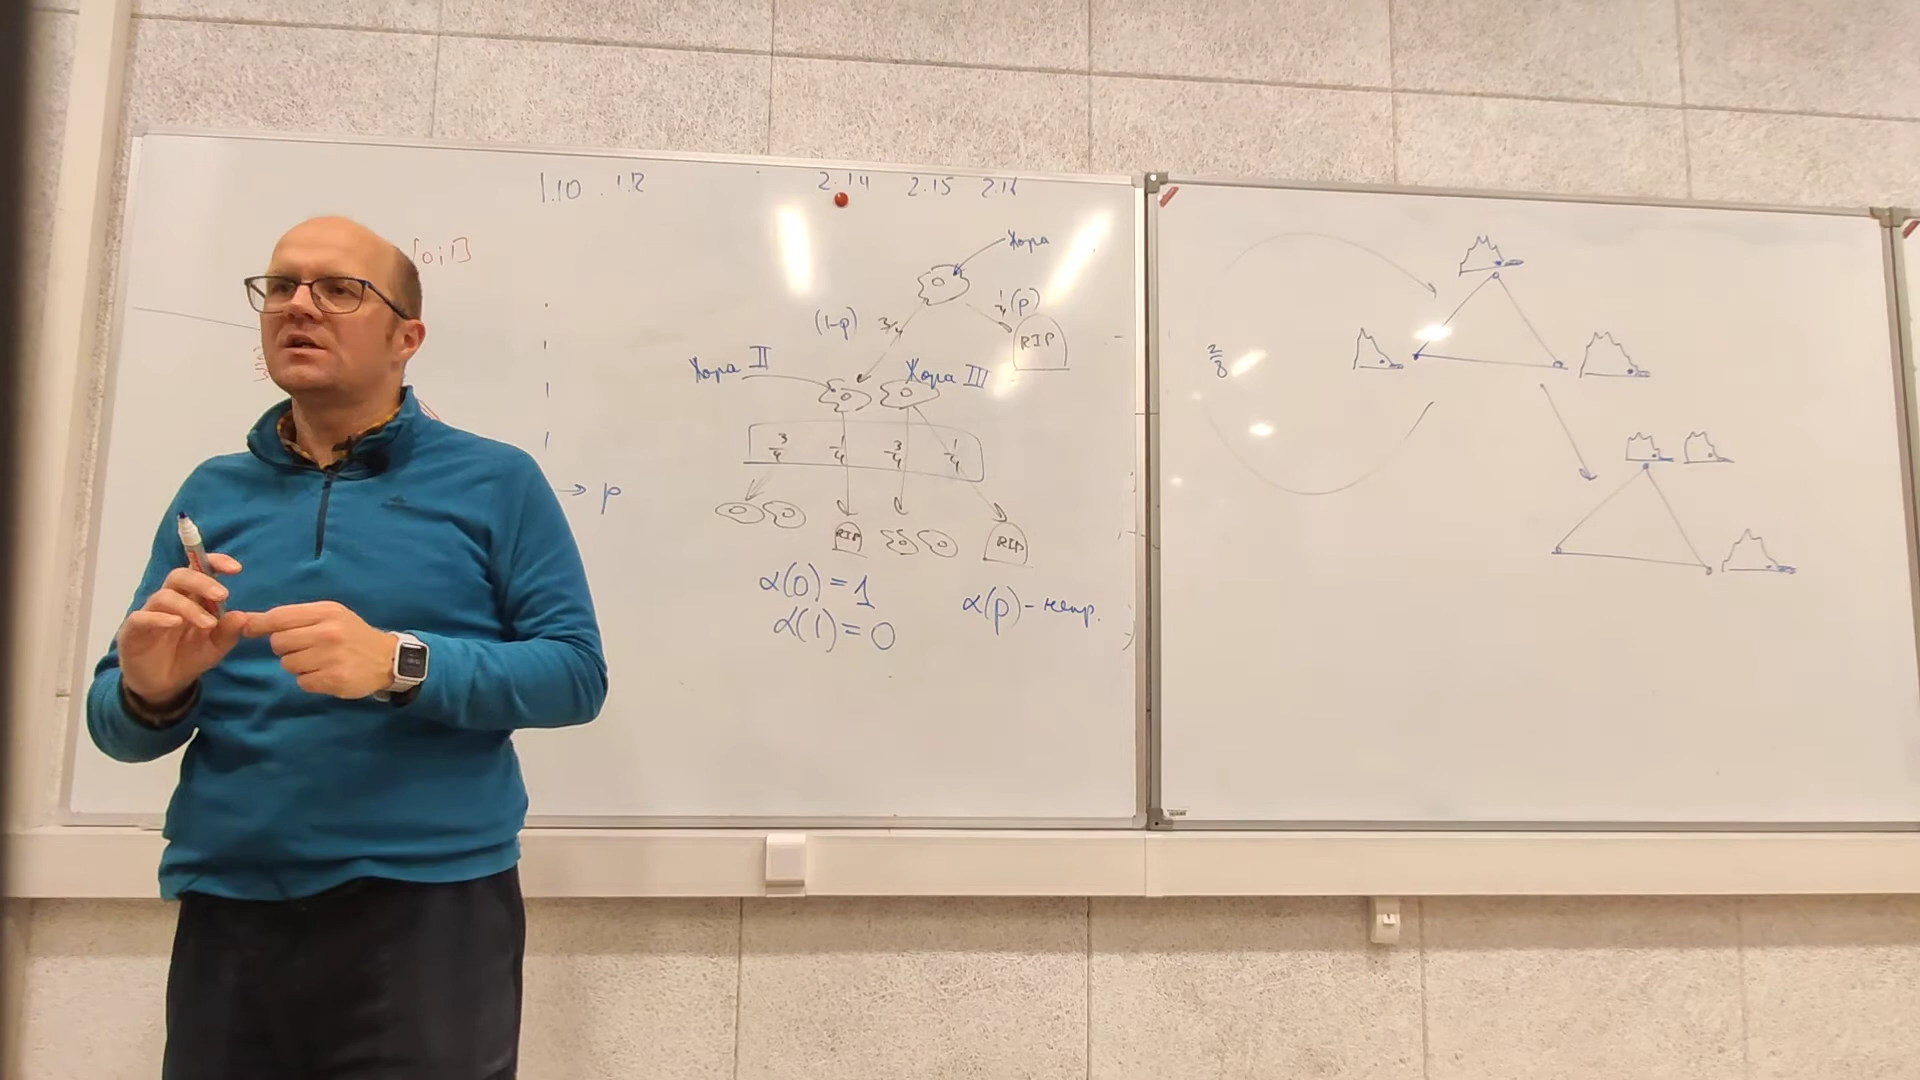 1.10 . 1.12
2.14 2.15 2.16
[0;1]
Хора
(1-p) 3/4
1/4 (p)
RIP
Хора II
Хора III
3/4 1/4 3/4 1/4
→ p
RIP
RIP
α(0) = 1
α(1) = 0
α(p) - непр.
2/8